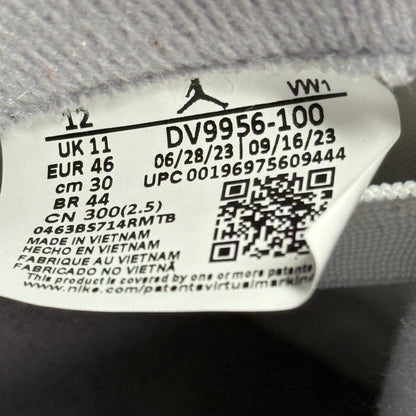 12
VW1
UK 11
EUR 46
cm 30
BR 44
CN 300(2.5)
0463BS714RMTB
DV9956-100
06/28/23 | 09/16/23
UPC 00196975609444
MADE IN VIETNAM
HECHO EN VIETNAM
FABRIQUE AU VIETNAM
FABRICADO NO VIETNÃ
This product is covered by one or more patents
www.nike.com/patentsvirtualmarking